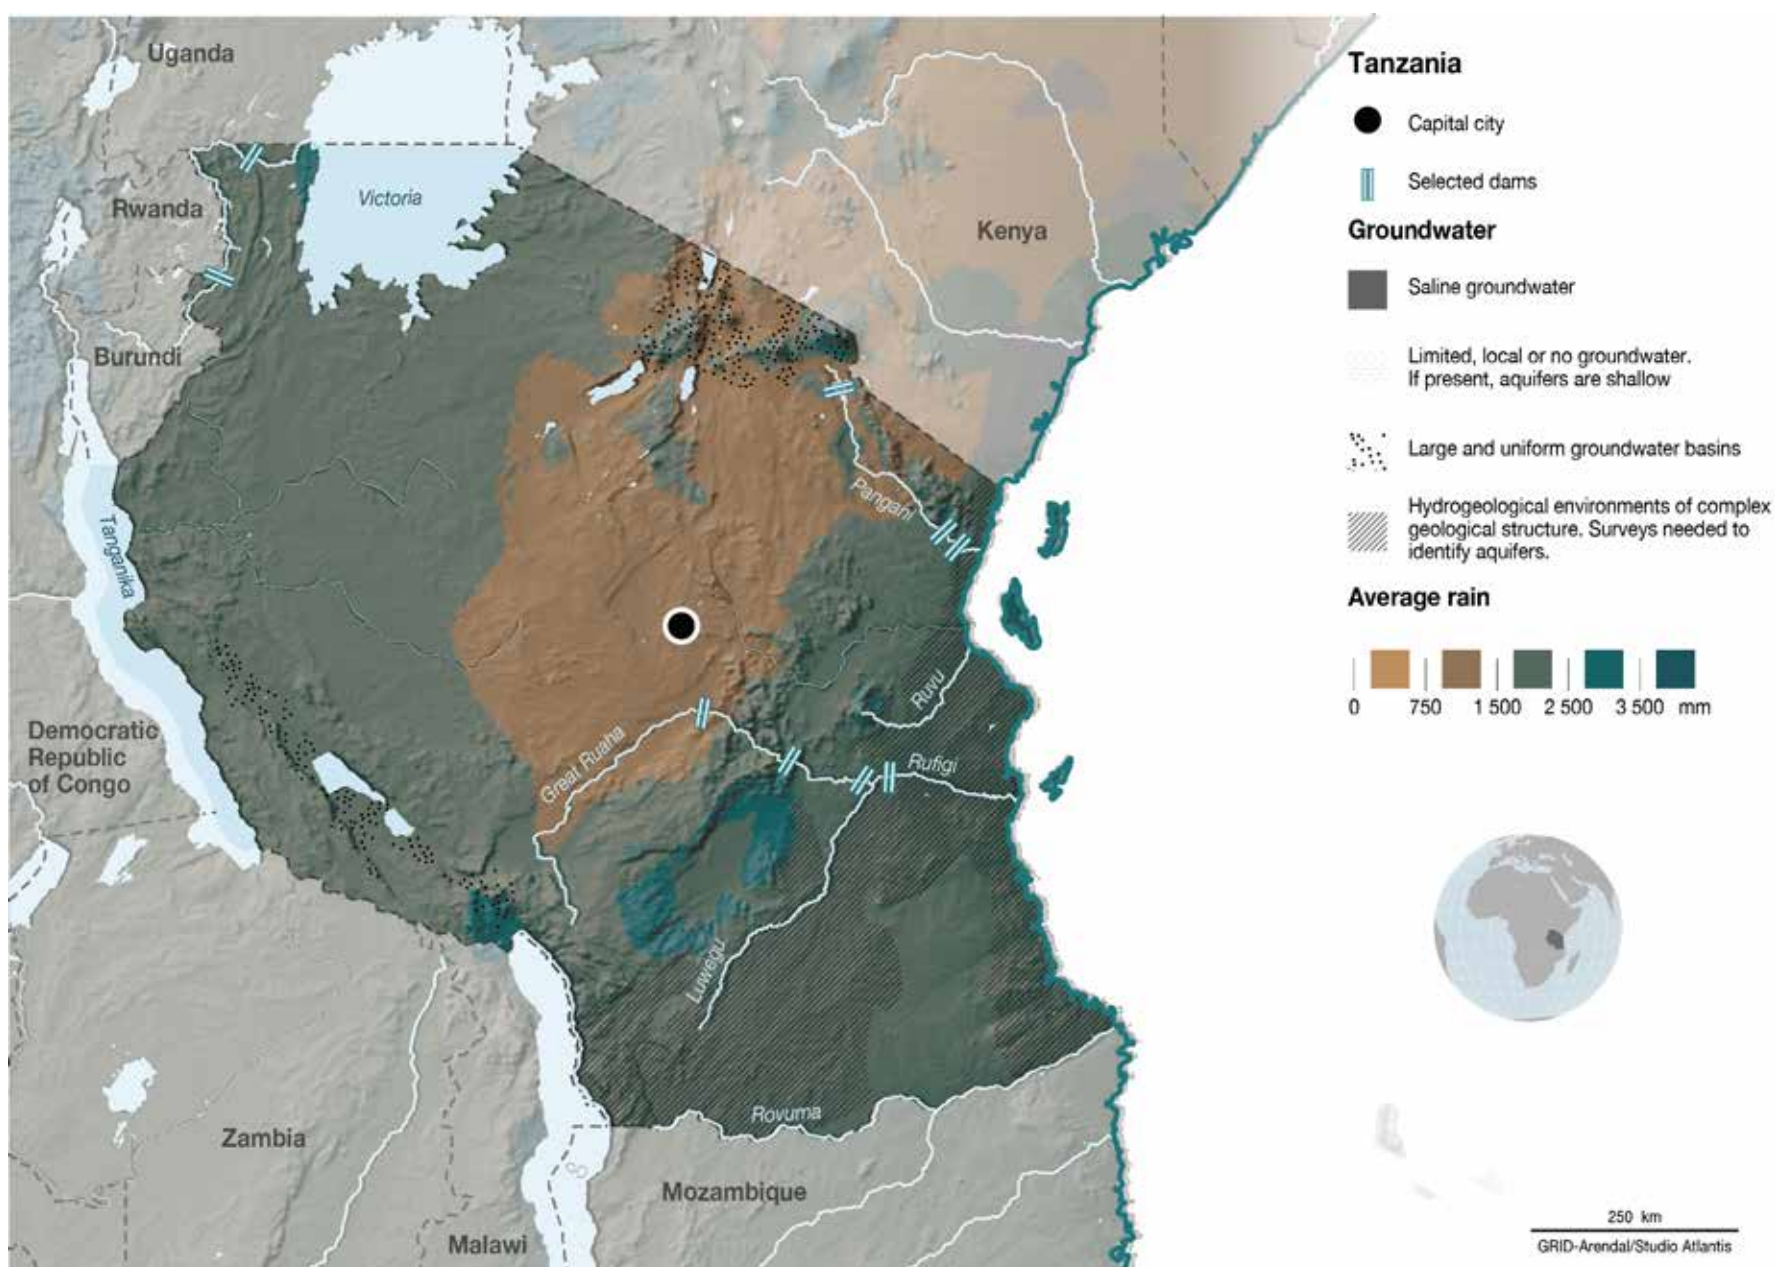 Uganda
Victoria
Rwanda
Kenya
Burundi
Tanganika
Pangani
Ruvu
Democratic
Republic
of Congo
Great Ruaha
Rufigi
Luwegu
Rovuma
Zambia
Mozambique
Malawi
Tanzania
Capital city
Selected dams
Groundwater
Saline groundwater
Limited, local or no groundwater.
If present, aquifers are shallow
Large and uniform groundwater basins
Hydrogeological environments of complex
geological structure. Surveys needed to
identify aquifers.
Average rain
0 750 1 500 2 500 3 500 mm
250 km
GRID-Arendal/Studio Atlantis